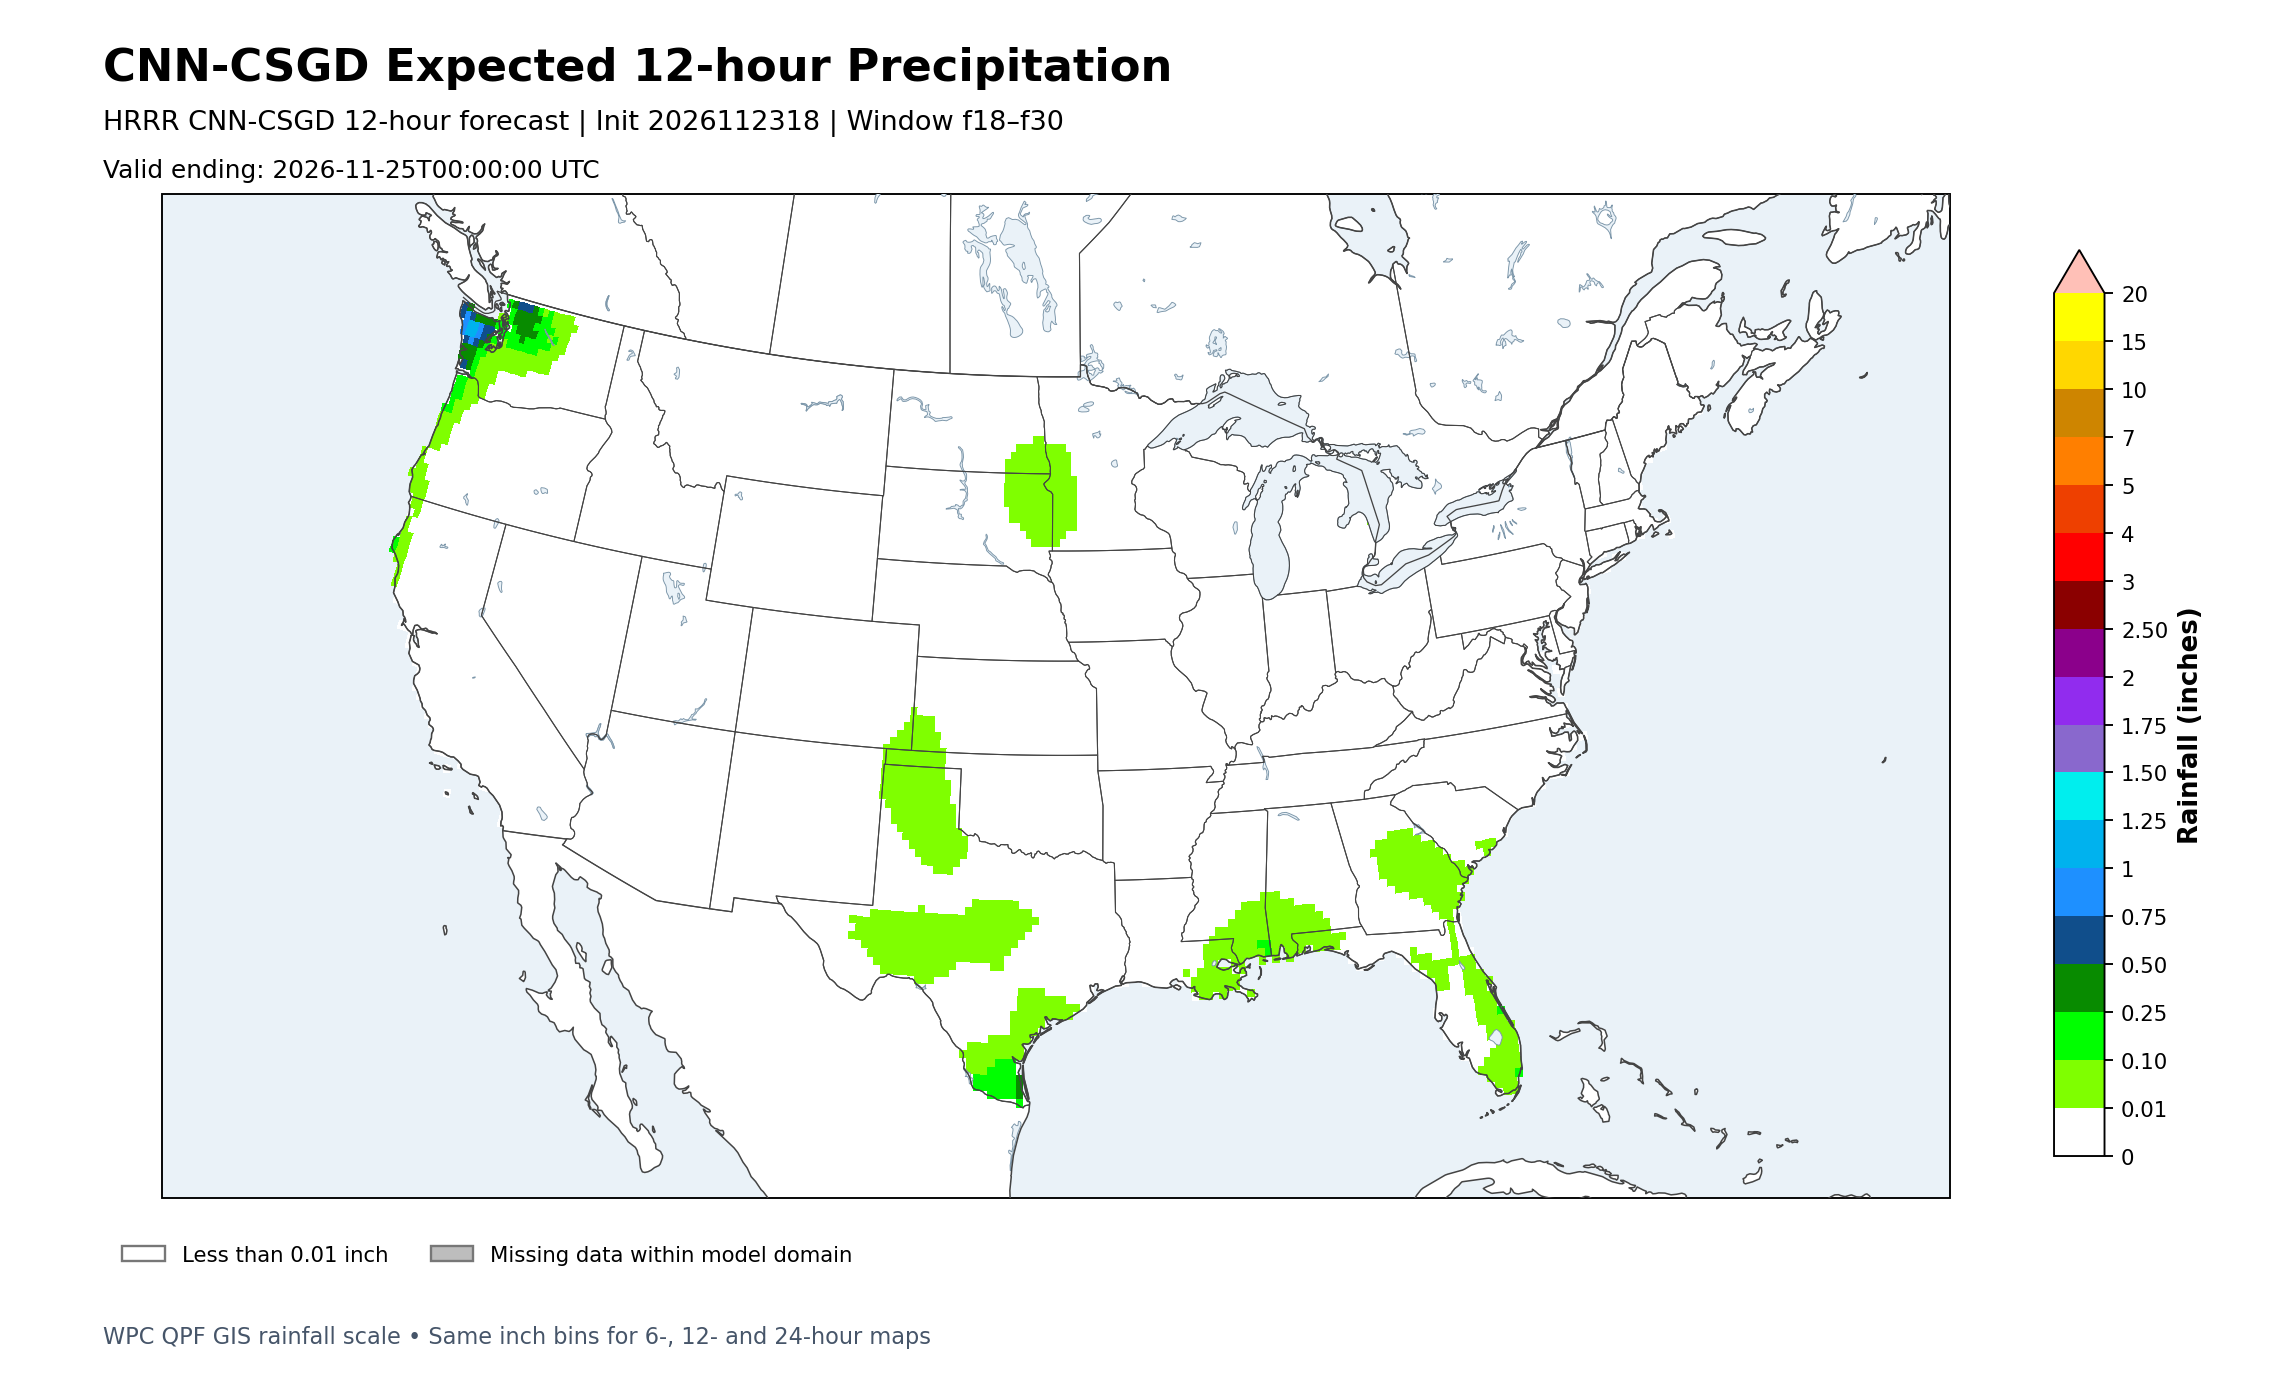 CNN-CSGD Expected 12-hour Precipitation
HRRR CNN-CSGD 12-hour forecast | Init 2026112318 | Window f18–f30
Valid ending: 2026-11-25T00:00:00 UTC
20
15
10
7
5
4
3
2.50
2
1.75
1.50
1.25
1
0.75
0.50
0.25
0.10
0.01
0
Rainfall (inches)
Less than 0.01 inch
Missing data within model domain
WPC QPF GIS rainfall scale • Same inch bins for 6-, 12- and 24-hour maps